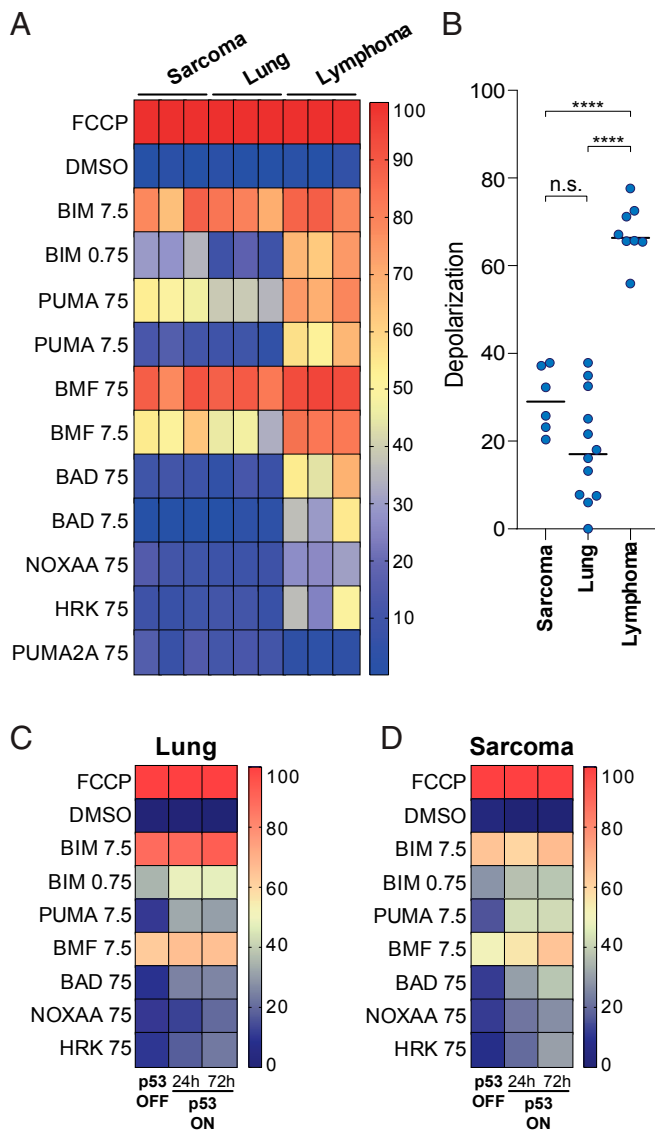 A
Sarcoma Lung Lymphoma
FCCP
DMSO
BIM 7.5
BIM 0.75
PUMA 75
PUMA 7.5
BMF 75
BMF 7.5
BAD 75
BAD 7.5
NOXAA 75
HRK 75
PUMA2A 75
100
90
80
70
60
50
40
30
20
10
B
Depolarization
100
80
60
40
20
0
****
****
n.s.
Sarcoma
Lung
Lymphoma
C
Lung
FCCP
DMSO
BIM 7.5
BIM 0.75
PUMA 7.5
BMF 7.5
BAD 75
NOXAA 75
HRK 75
100
80
60
40
20
0
p53 24h 72h
OFF p53
ON
D
Sarcoma
FCCP
DMSO
BIM 7.5
BIM 0.75
PUMA 7.5
BMF 7.5
BAD 75
NOXAA 75
HRK 75
100
80
60
40
20
0
p53 24h 72h
OFF p53
ON